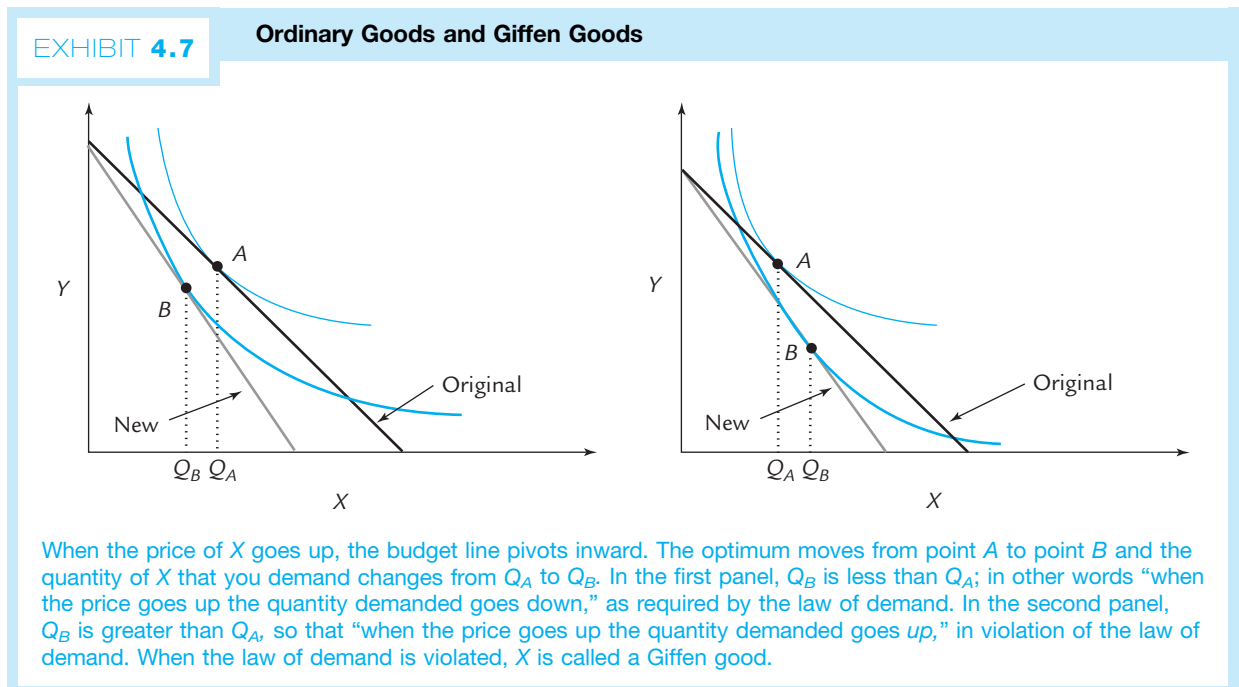 EXHIBIT 4.7
Ordinary Goods and Giffen Goods
Y
A
B
Original
New
Q_B Q_A
X
Y
A
B
Original
New
Q_A Q_B
X
When the price of X goes up, the budget line pivots inward. The optimum moves from point A to point B and the
quantity of X that you demand changes from Q_A to Q_B. In the first panel, Q_B is less than Q_A; in other words “when
the price goes up the quantity demanded goes down,” as required by the law of demand. In the second panel,
Q_B is greater than Q_A, so that “when the price goes up the quantity demanded goes up,” in violation of the law of
demand. When the law of demand is violated, X is called a Giffen good.